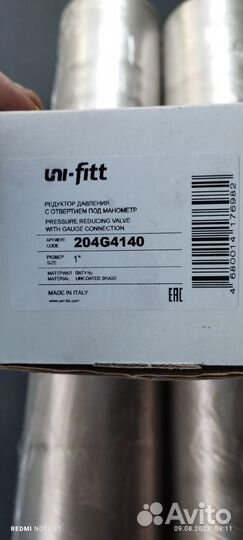 uni-fitt
РЕДУКТОР ДАВЛЕНИЯ
С ОТВЕРТИЕМ ПОД МАНОМЕТР
PRESSURE REDUCING VALVE
WITH GAUGE CONNECTION
АРТИКУЛ:
CODE: 204G4140
РАЗМЕР 1"
SIZE
МАТЕРИАЛ ЛАТУНЬ
MATERIAL UNCOATED BRASS
MADE IN ITALY
www.uni-fitt.com
EAC
4 680014 176982
REDMI NOTE 11
09.08.2023 09:11
Avito